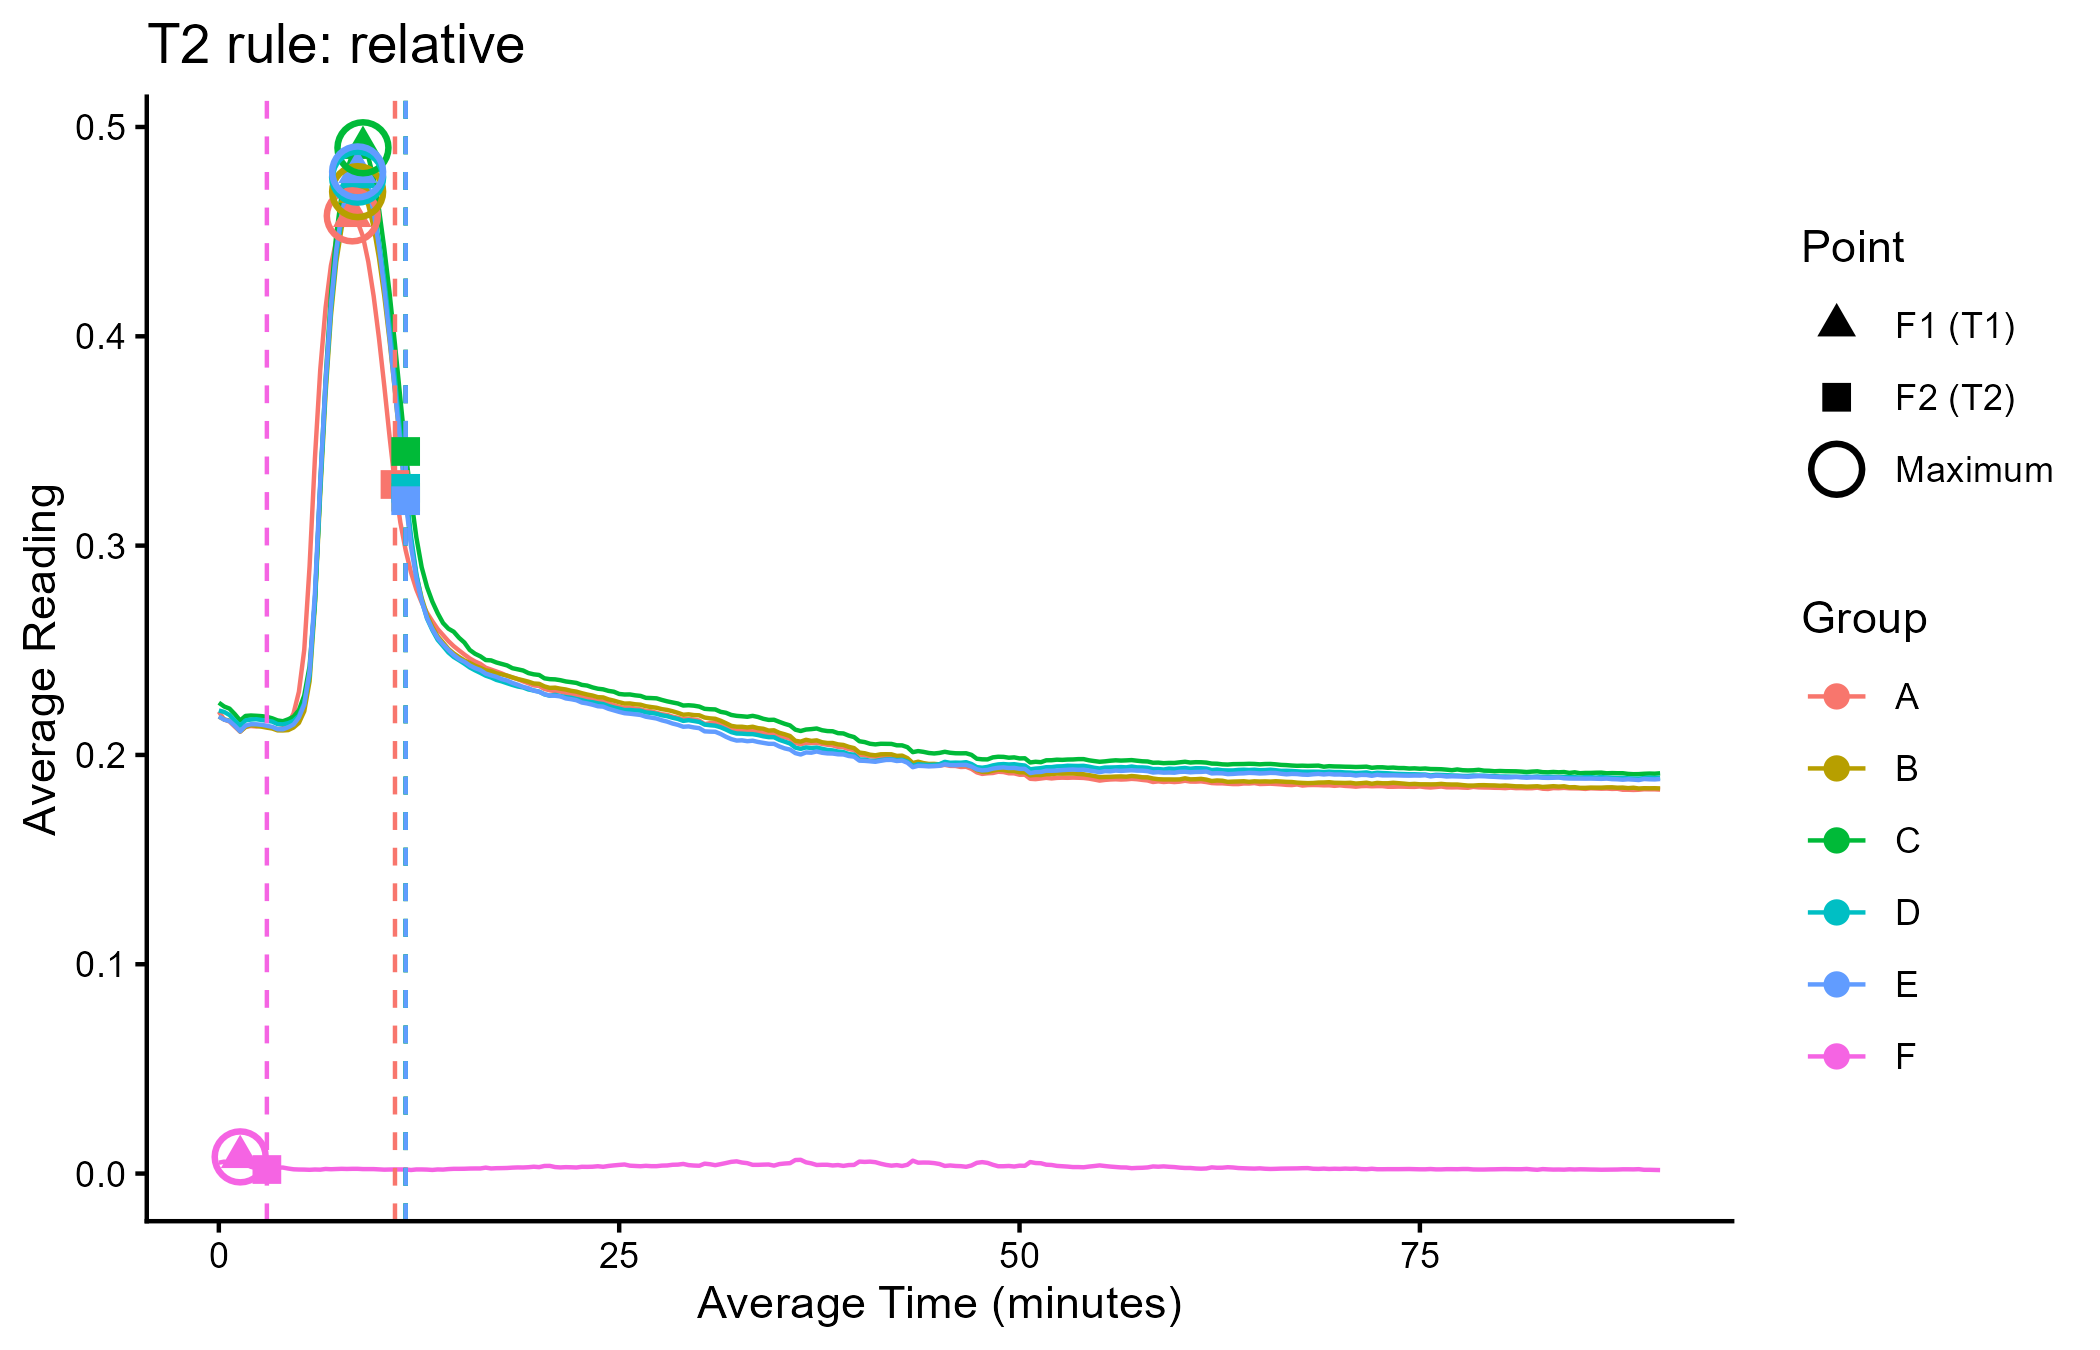 T2 rule: relative
0.5
0.4
0.3
0.2
0.1
0.0
Average Reading
0
25
50
75
Average Time (minutes)
Point
F1 (T1)
F2 (T2)
Maximum
Group
A
B
C
D
E
F